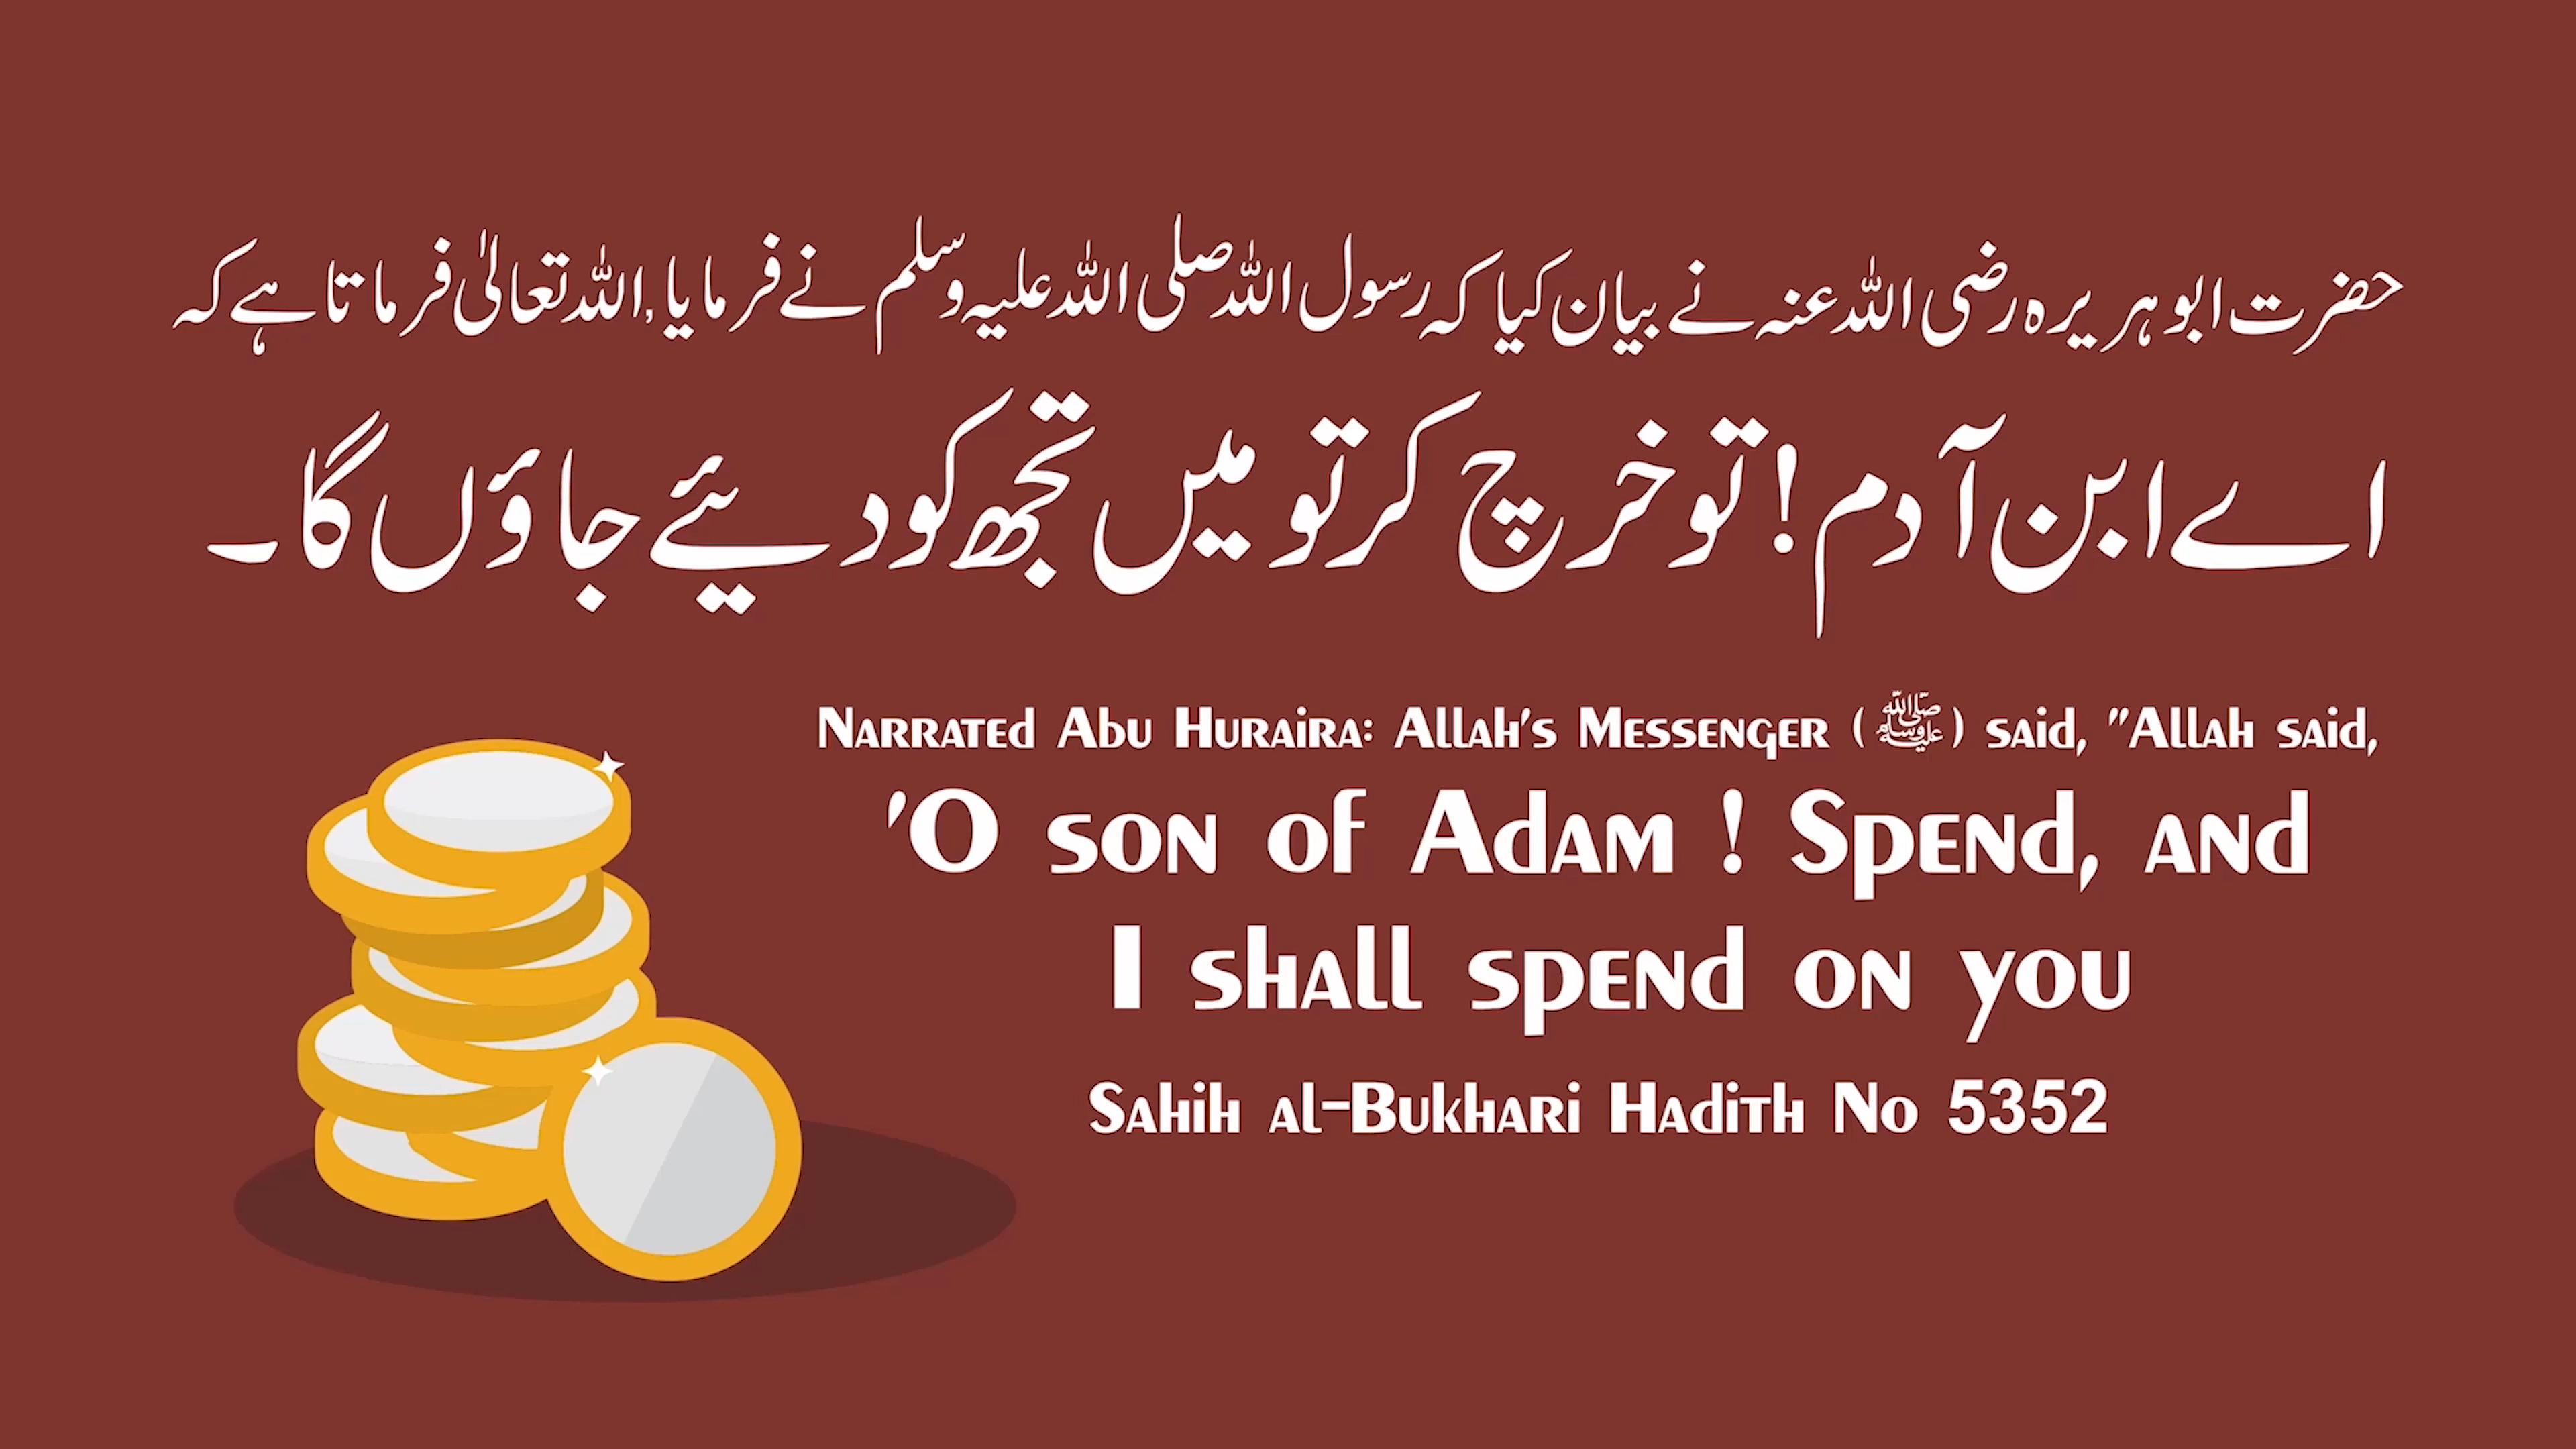 حضرت ابوہریرہ رضی اللہ عنہ نے بیان کیا کہ رسول اللہ صلی اللہ علیہ وسلم نے فرمایا, اللہ تعالیٰ فرماتا ہے کہ
اے ابن آدم! تو خرچ کر تو میں تجھ کو دیئے جاؤں گا۔
Narrated Abu Huraira: Allah's Messenger (ﷺ) said, "Allah said,
'O son of Adam ! Spend, and
I shall spend on you
Sahih al-Bukhari Hadith No 5352